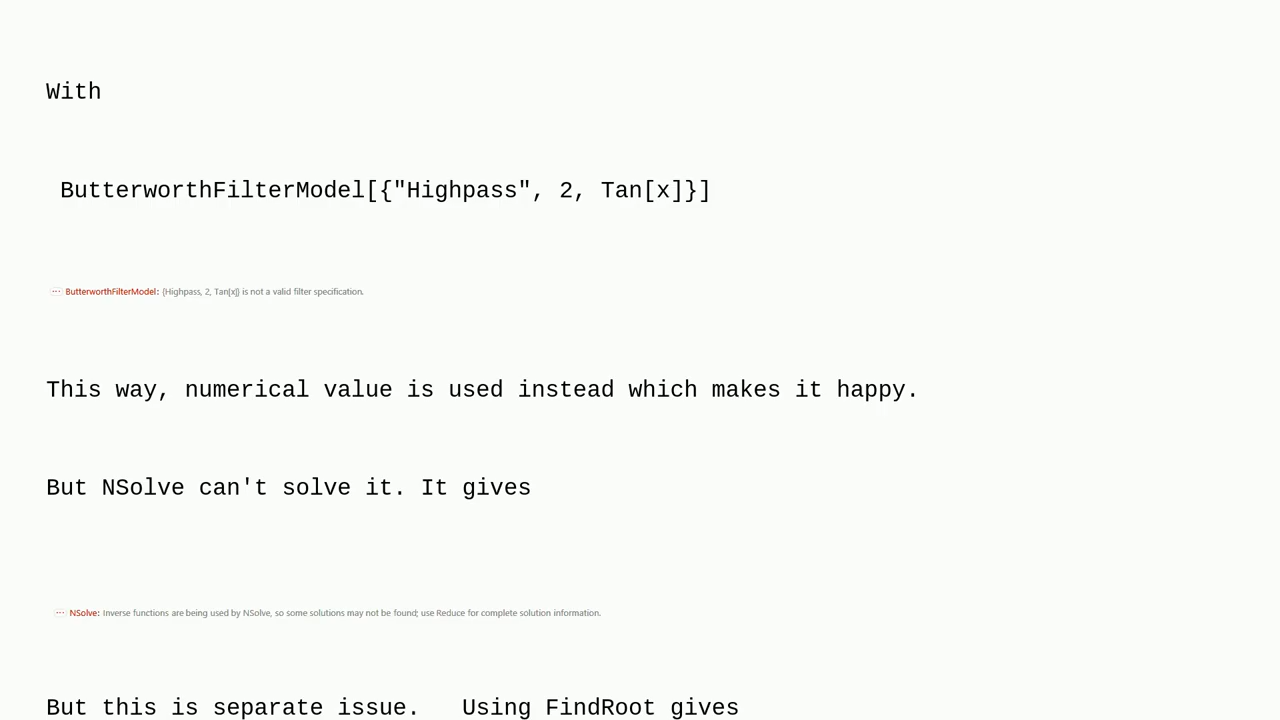 With
ButterworthFilterModel[{"Highpass", 2, Tan[x]}]
ButterworthFilterModel: {Highpass, 2, Tan[x]} is not a valid filter specification.
This way, numerical value is used instead which makes it happy.
But NSolve can't solve it. It gives
NSolve: Inverse functions are being used by NSolve, so some solutions may not be found; use Reduce for complete solution information.
But this is separate issue.   Using FindRoot gives